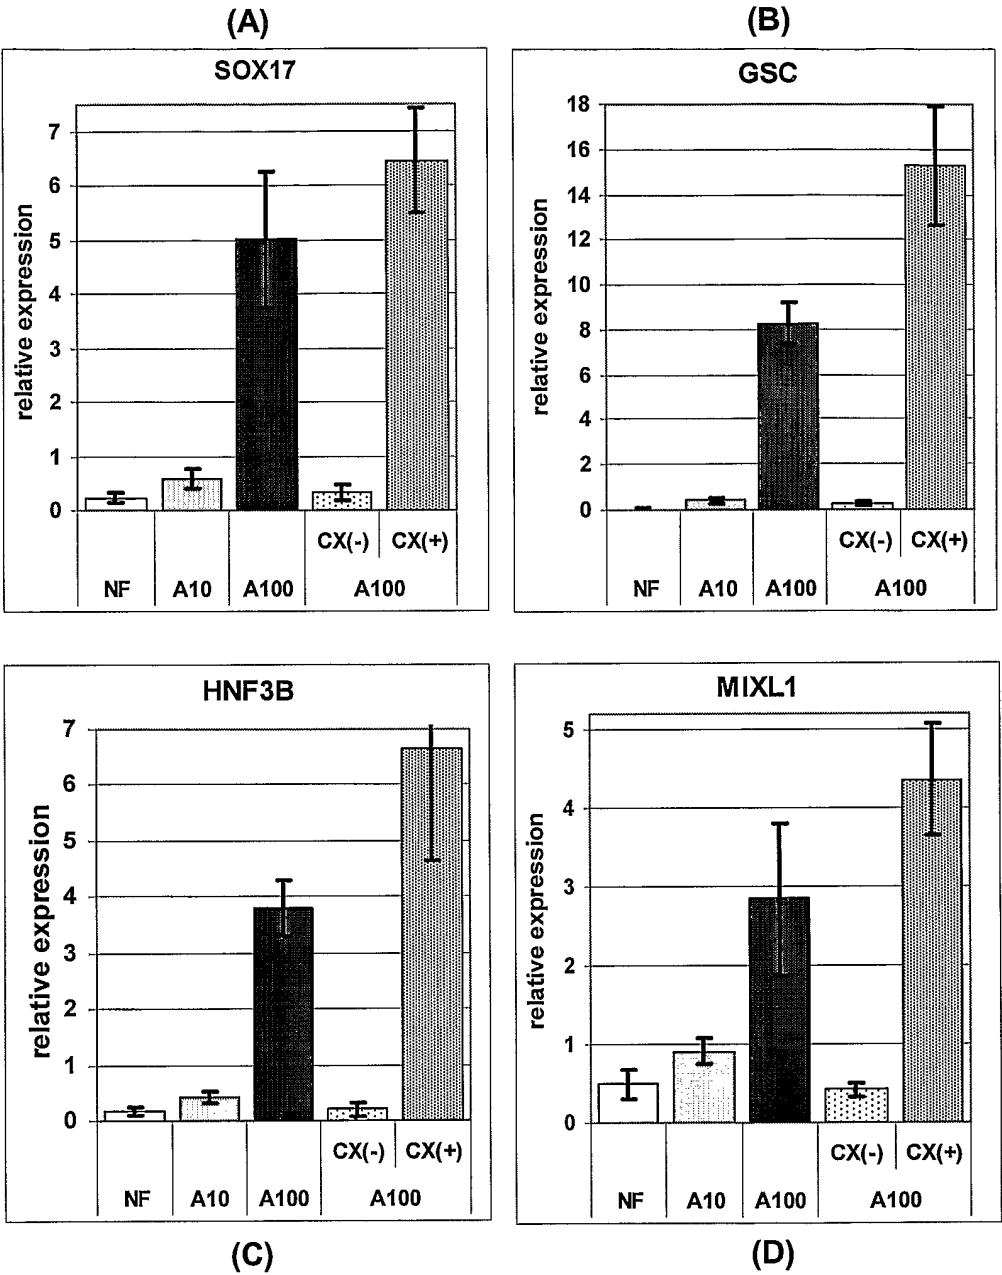 (A)
SOX17
relative expression
7
6
5
4
3
2
1
0
CX(-) CX(+)
NF A10 A100 A100
(B)
GSC
relative expression
18
16
14
12
10
8
6
4
2
0
CX(-) CX(+)
NF A10 A100 A100
HNF3B
relative expression
7
6
5
4
3
2
1
0
CX(-) CX(+)
NF A10 A100 A100
(C)
MIXL1
relative expression
5
4
3
2
1
0
CX(-) CX(+)
NF A10 A100 A100
(D)